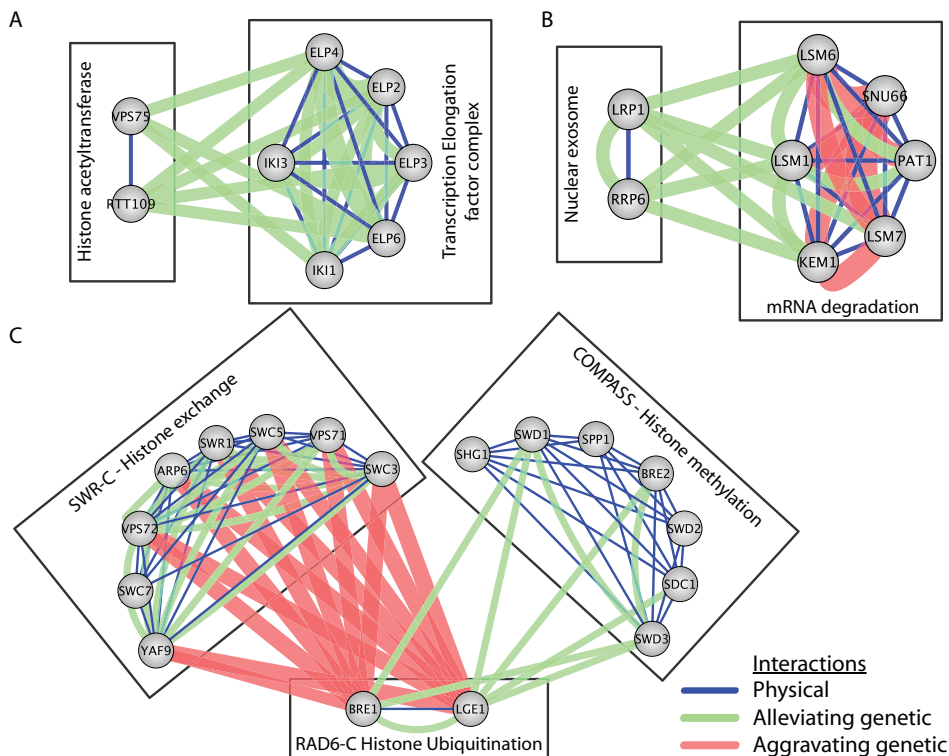 A
Histone acetyltransferase
VPS75
RTT109
ELP4
ELP2
IKI3
ELP3
ELP6
IKI1
Transcription Elongation
factor complex
B
Nuclear exosome
LRP1
RRP6
LSM6
SNU66
LSM1
PAT1
LSM7
KEM1
mRNA degradation
C
SWR-C - Histone exchange
SWC5
VPS71
SWR1
SWC3
ARP6
VPS72
SWC7
YAF9
COMPASS - Histone methylation
SHG1
SWD1
SPP1
BRE2
SWD2
SDC1
SWD3
BRE1
LGE1
RAD6-C Histone Ubiquitination
Interactions
Physical
Alleviating genetic
Aggravating genetic